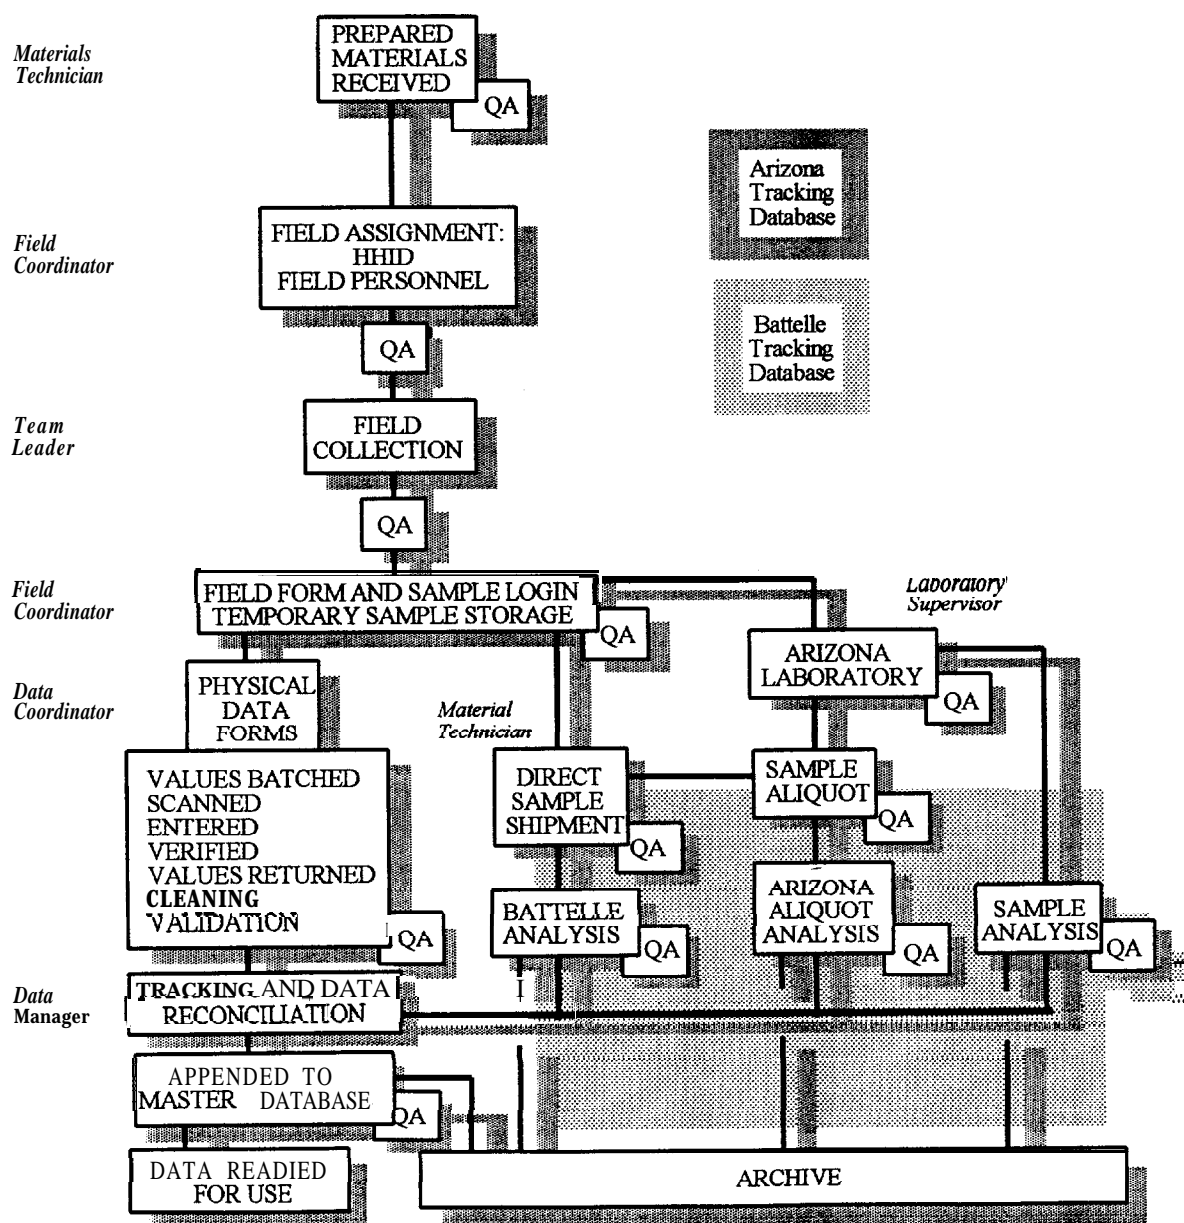 Materials
Technician
PREPARED
MATERIALS
RECEIVED
QA
Arizona
Tracking
Database
Field
Coordinator
FIELD ASSIGNMENT:
HHID
FIELD PERSONNEL
Battelle
Tracking
Database
QA
Team
Leader
FIELD
COLLECTION
QA
Field
Coordinator
FIELD FORM AND SAMPLE LOGIN
TEMPORARY SAMPLE STORAGE
QA
Laboratory
Supervisor
ARIZONA
LABORATORY
QA
Data
Coordinator
PHYSICAL
DATA
FORMS
Material
Technician
DIRECT
SAMPLE
SHIPMENT
QA
SAMPLE
ALIQUOT
QA
VALUES BATCHED
SCANNED
ENTERED
VERIFIED
VALUES RETURNED
CLEANING
VALIDATION
QA
BATTELLE
ANALYSIS
QA
ARIZONA
ALIQUOT
ANALYSIS
QA
SAMPLE
ANALYSIS
QA
Data
Manager
TRACKING AND DATA
RECONCILIATION
APPENDED TO
MASTER DATABASE
QA
DATA READIED
FOR USE
ARCHIVE